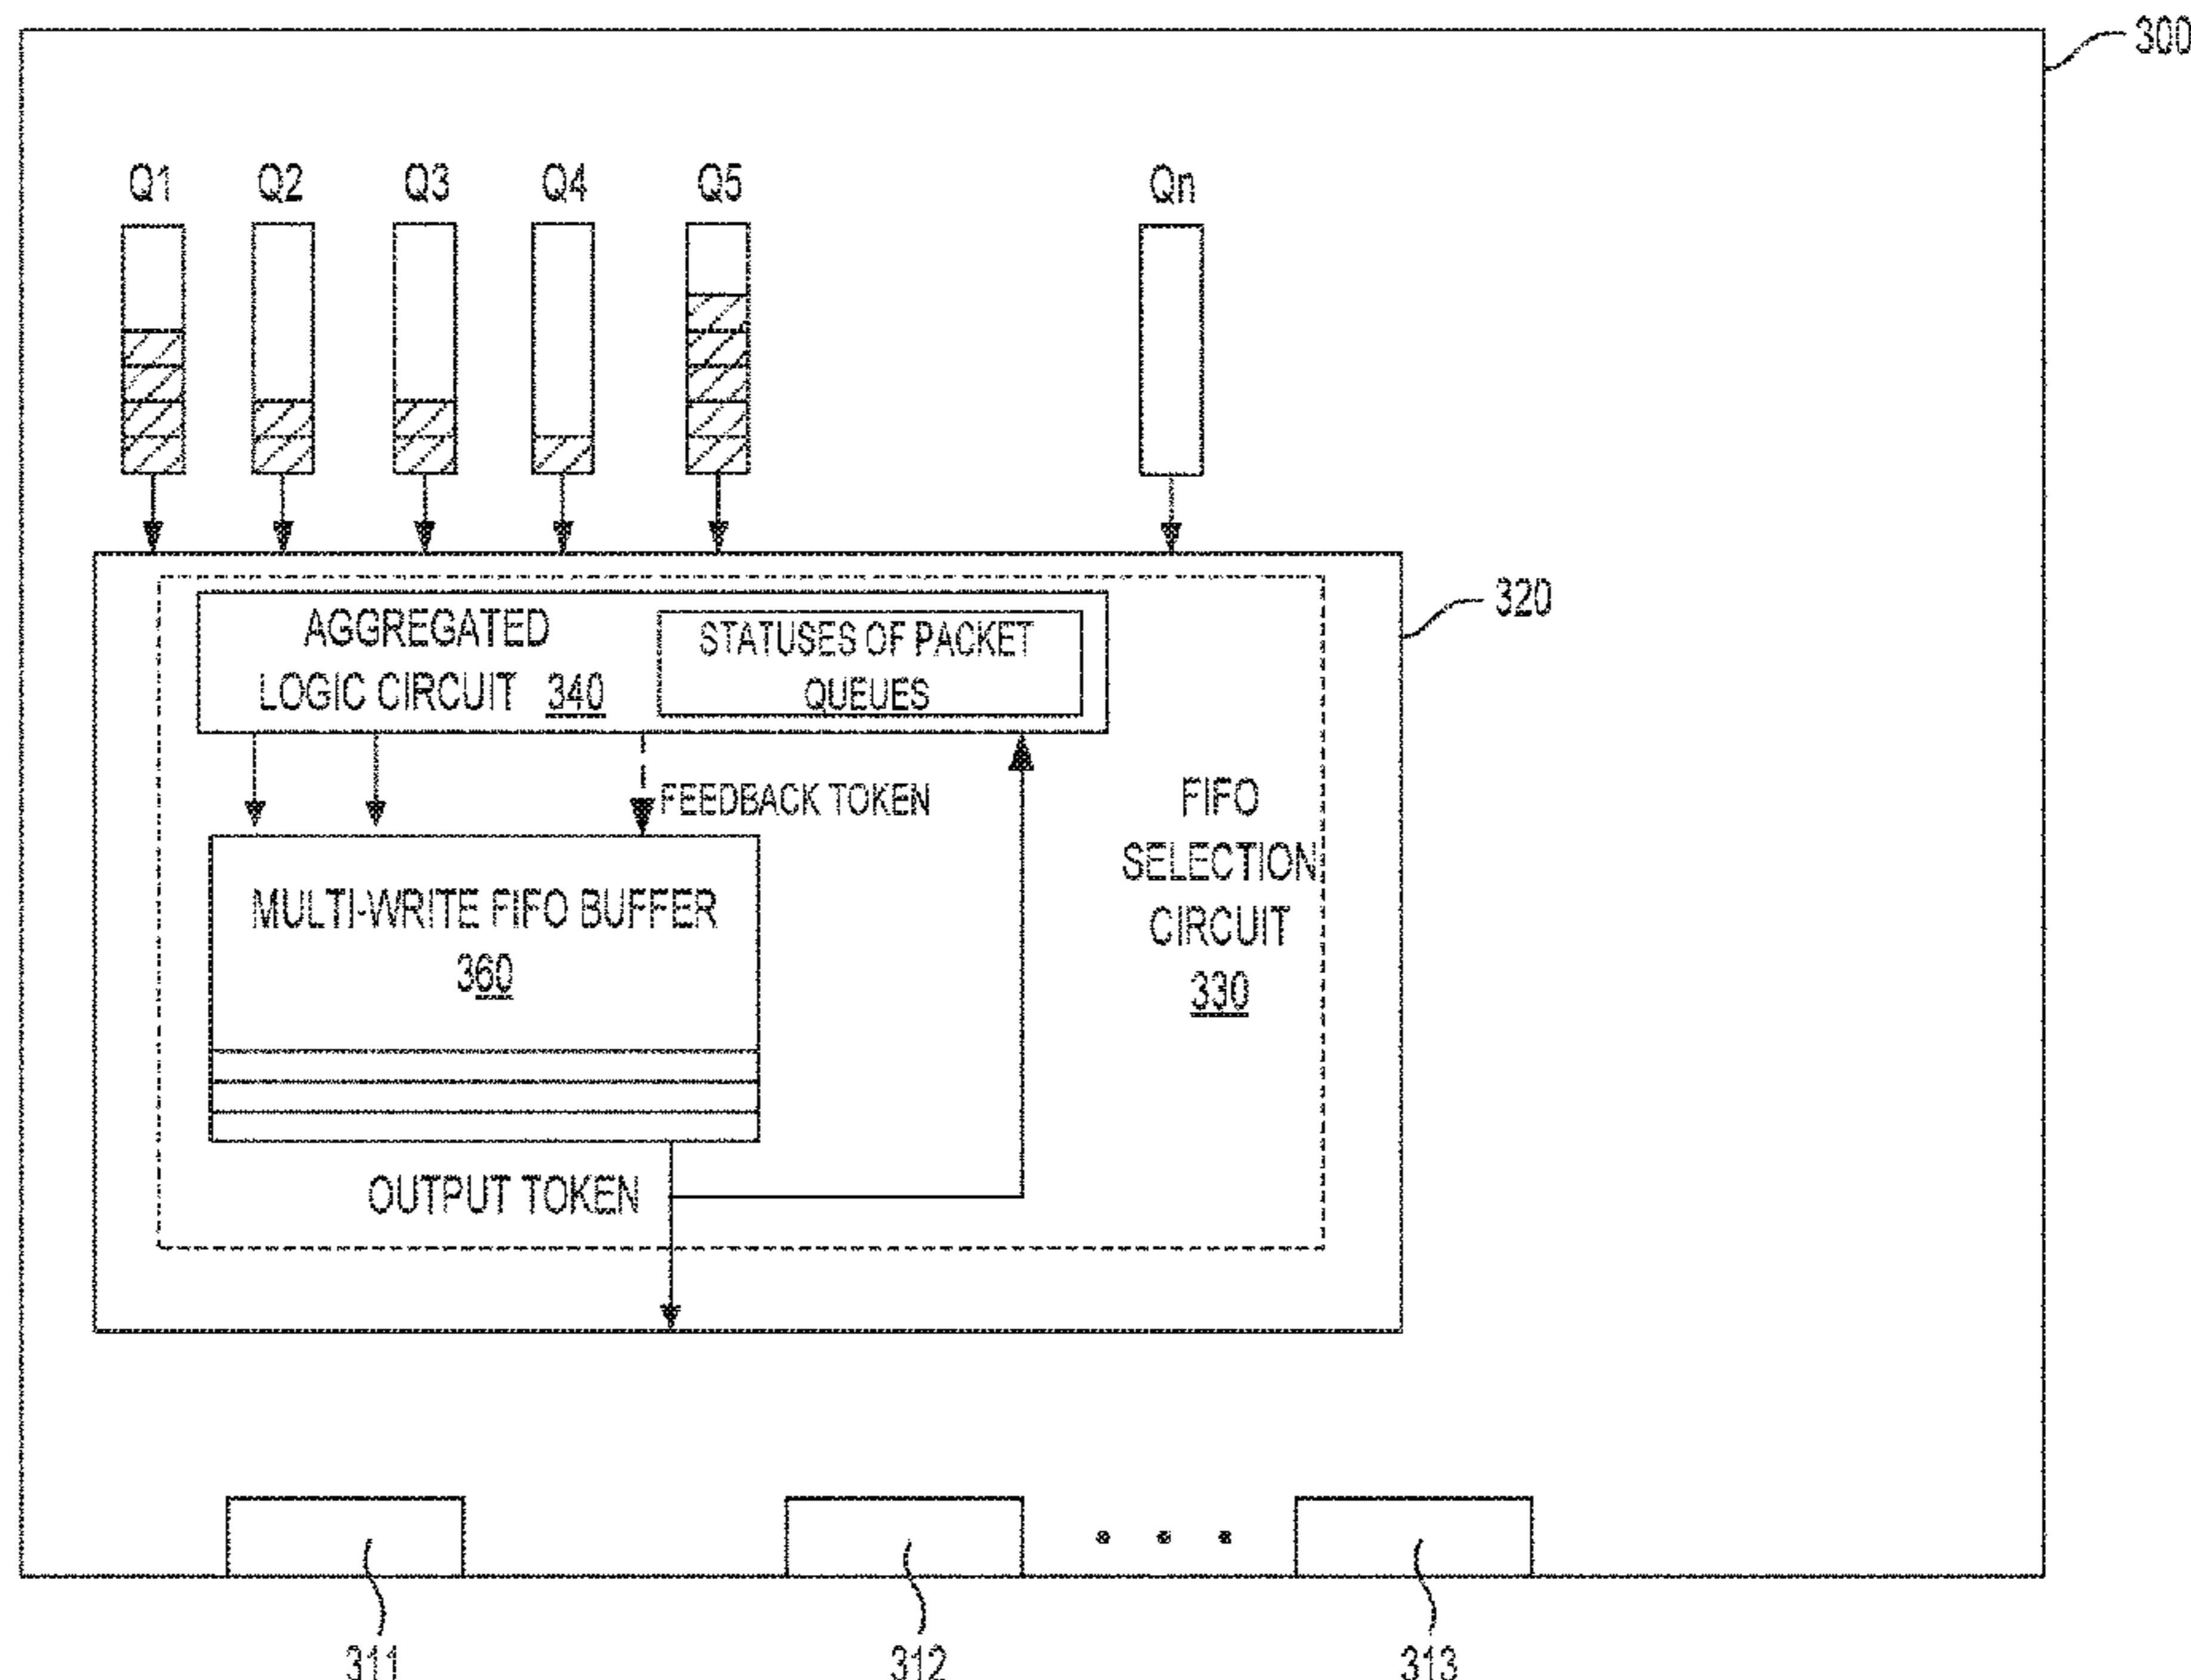 300
Q1 Q2 Q3 Q4 Q5 Qn
320
AGGREGATED
LOGIC CIRCUIT 340
STATUSES OF PACKET
QUEUES
FEEDBACK TOKEN
FIFO
SELECTION
CIRCUIT
330
MULTI-WRITE FIFO BUFFER
360
OUTPUT TOKEN
311 312 313